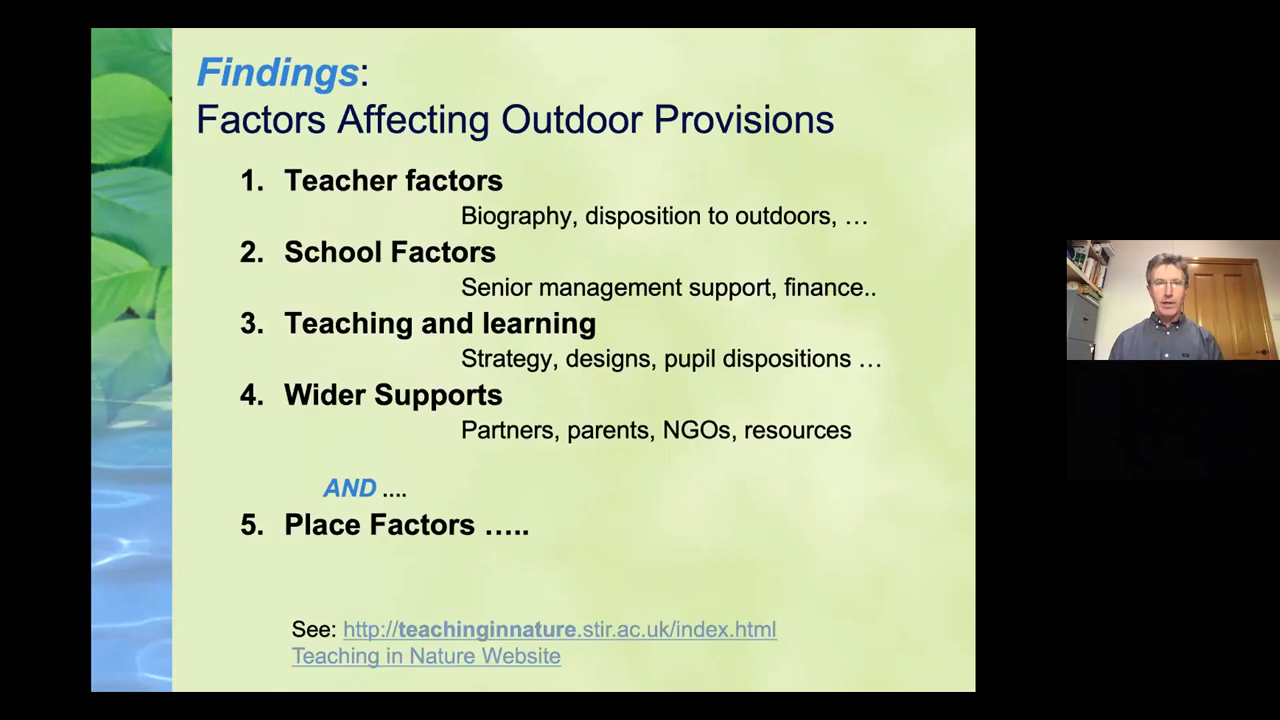 Findings:
Factors Affecting Outdoor Provisions
1. Teacher factors
Biography, disposition to outdoors, …
2. School Factors
Senior management support, finance..
3. Teaching and learning
Strategy, designs, pupil dispositions …
4. Wider Supports
Partners, parents, NGOs, resources
AND ....
5. Place Factors …..
See: http://teachinginnature.stir.ac.uk/index.html
Teaching in Nature Website